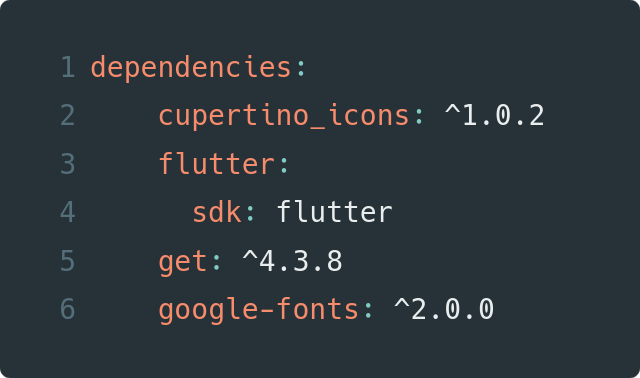 1 dependencies:
2     cupertino_icons: ^1.0.2
3     flutter:
4       sdk: flutter
5     get: ^4.3.8
6     google-fonts: ^2.0.0